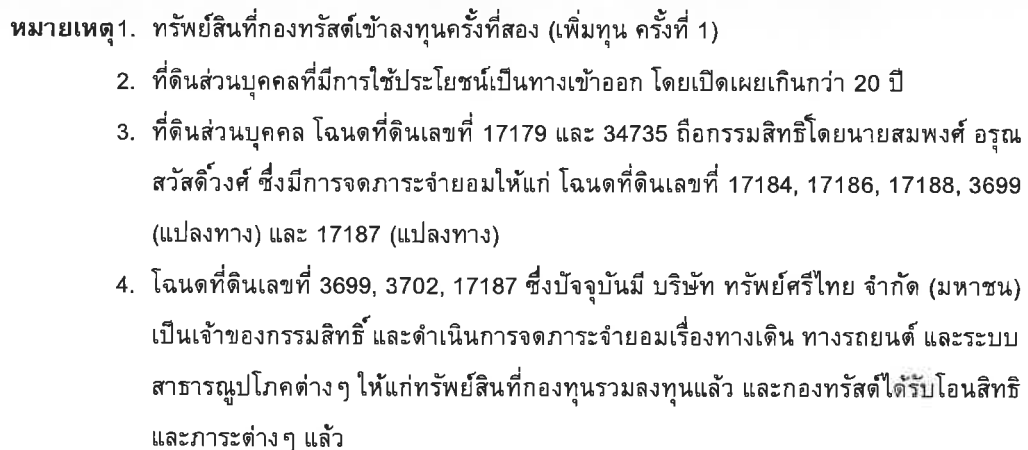 หมายเหตุ1. ทรัพย์สินที่กองทรัสต์เข้าลงทุนครั้งที่สอง (เพิ่มทุน ครั้งที่ 1)
2. ที่ดินส่วนบุคคลที่มีการใช้ประโยชน์เป็นทางเข้าออก โดยเปิดเผยเกินกว่า 20 ปี
3. ที่ดินส่วนบุคคล โฉนดที่ดินเลขที่ 17179 และ 34735 ถือกรรมสิทธิ์โดยนายสมพงศ์ อรุณ
สวัสดิ์วงศ์ ซึ่งมีการจดภาระจำยอมให้แก่ โฉนดที่ดินเลขที่ 17184, 17186, 17188, 3699
(แปลงทาง) และ 17187 (แปลงทาง)
4. โฉนดที่ดินเลขที่ 3699, 3702, 17187 ซึ่งปัจจุบันมี บริษัท ทรัพย์ศรีไทย จำกัด (มหาชน)
เป็นเจ้าของกรรมสิทธิ์ และดำเนินการจดภาระจำยอมเรื่องทางเดิน ทางรถยนต์ และระบบ
สาธารณูปโภคต่างๆ ให้แก่ทรัพย์สินที่กองทุนรวมลงทุนแล้ว และกองทรัสต์ได้รับโอนสิทธิ
และภาระต่างๆ แล้ว